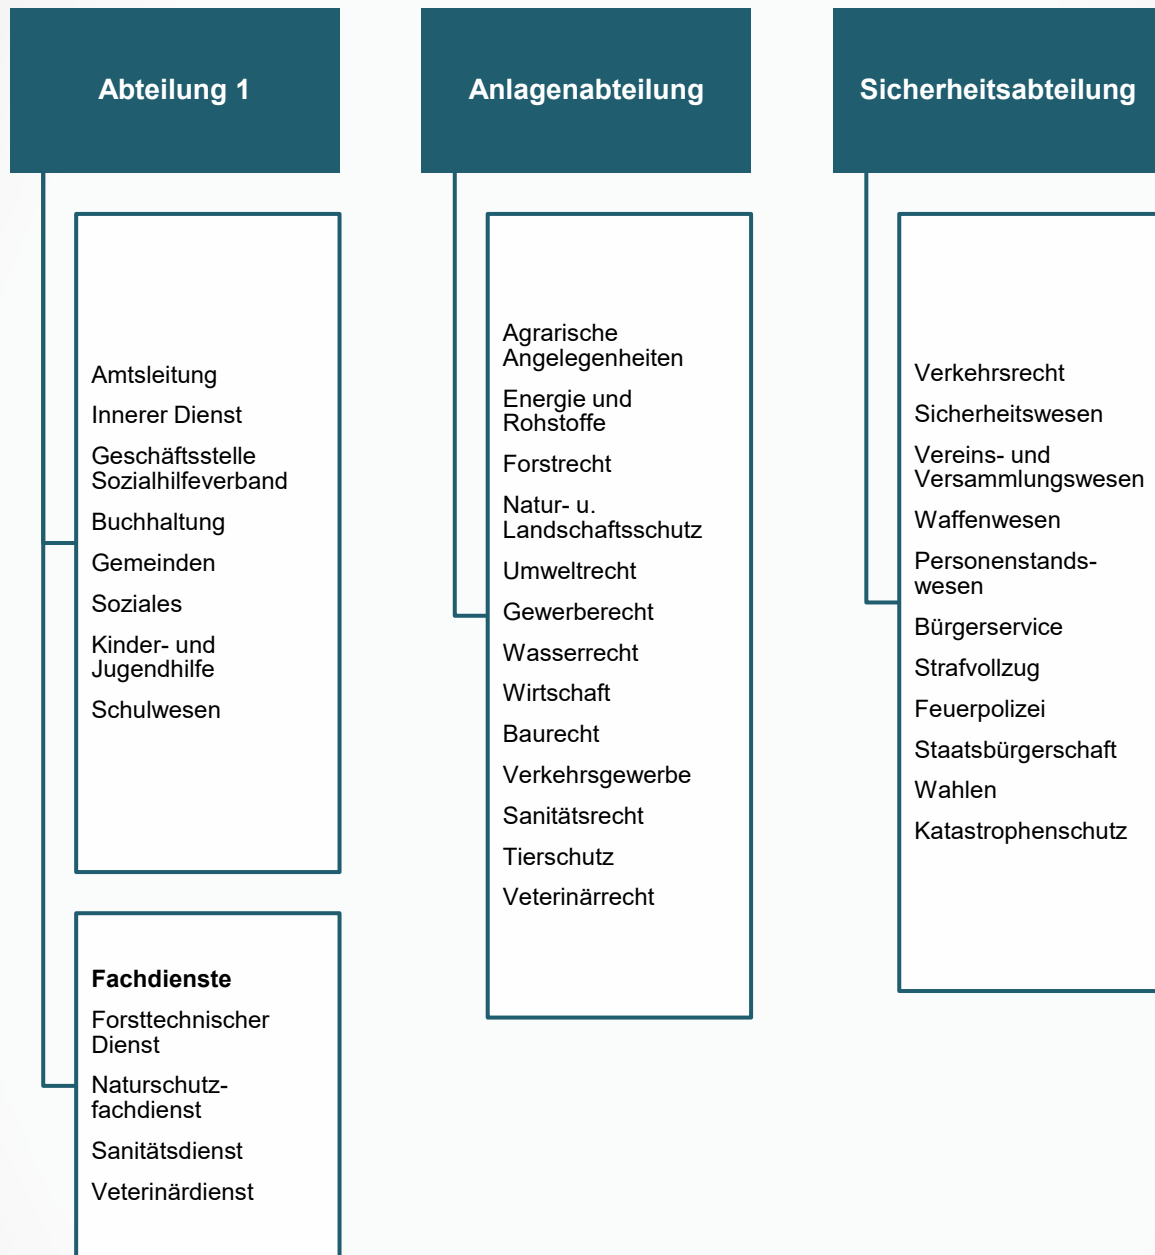 Abteilung 1
Amtsleitung
Innerer Dienst
Geschäftsstelle
Sozialhilfeverband
Buchhaltung
Gemeinden
Soziales
Kinder- und
Jugendhilfe
Schulwesen
Fachdienste
Forsttechnischer
Dienst
Naturschutz-
fachdienst
Sanitätsdienst
Veterinärdienst
Anlagenabteilung
Agrarische
Angelegenheiten
Energie und
Rohstoffe
Forstrecht
Natur- u.
Landschaftsschutz
Umweltrecht
Gewerberecht
Wasserrecht
Wirtschaft
Baurecht
Verkehrsgewerbe
Sanitätsrecht
Tierschutz
Veterinärrecht
Sicherheitsabteilung
Verkehrsrecht
Sicherheitswesen
Vereins- und
Versammlungswesen
Waffenwesen
Personenstands-
wesen
Bürgerservice
Strafvollzug
Feuerpolizei
Staatsbürgerschaft
Wahlen
Katastrophenschutz